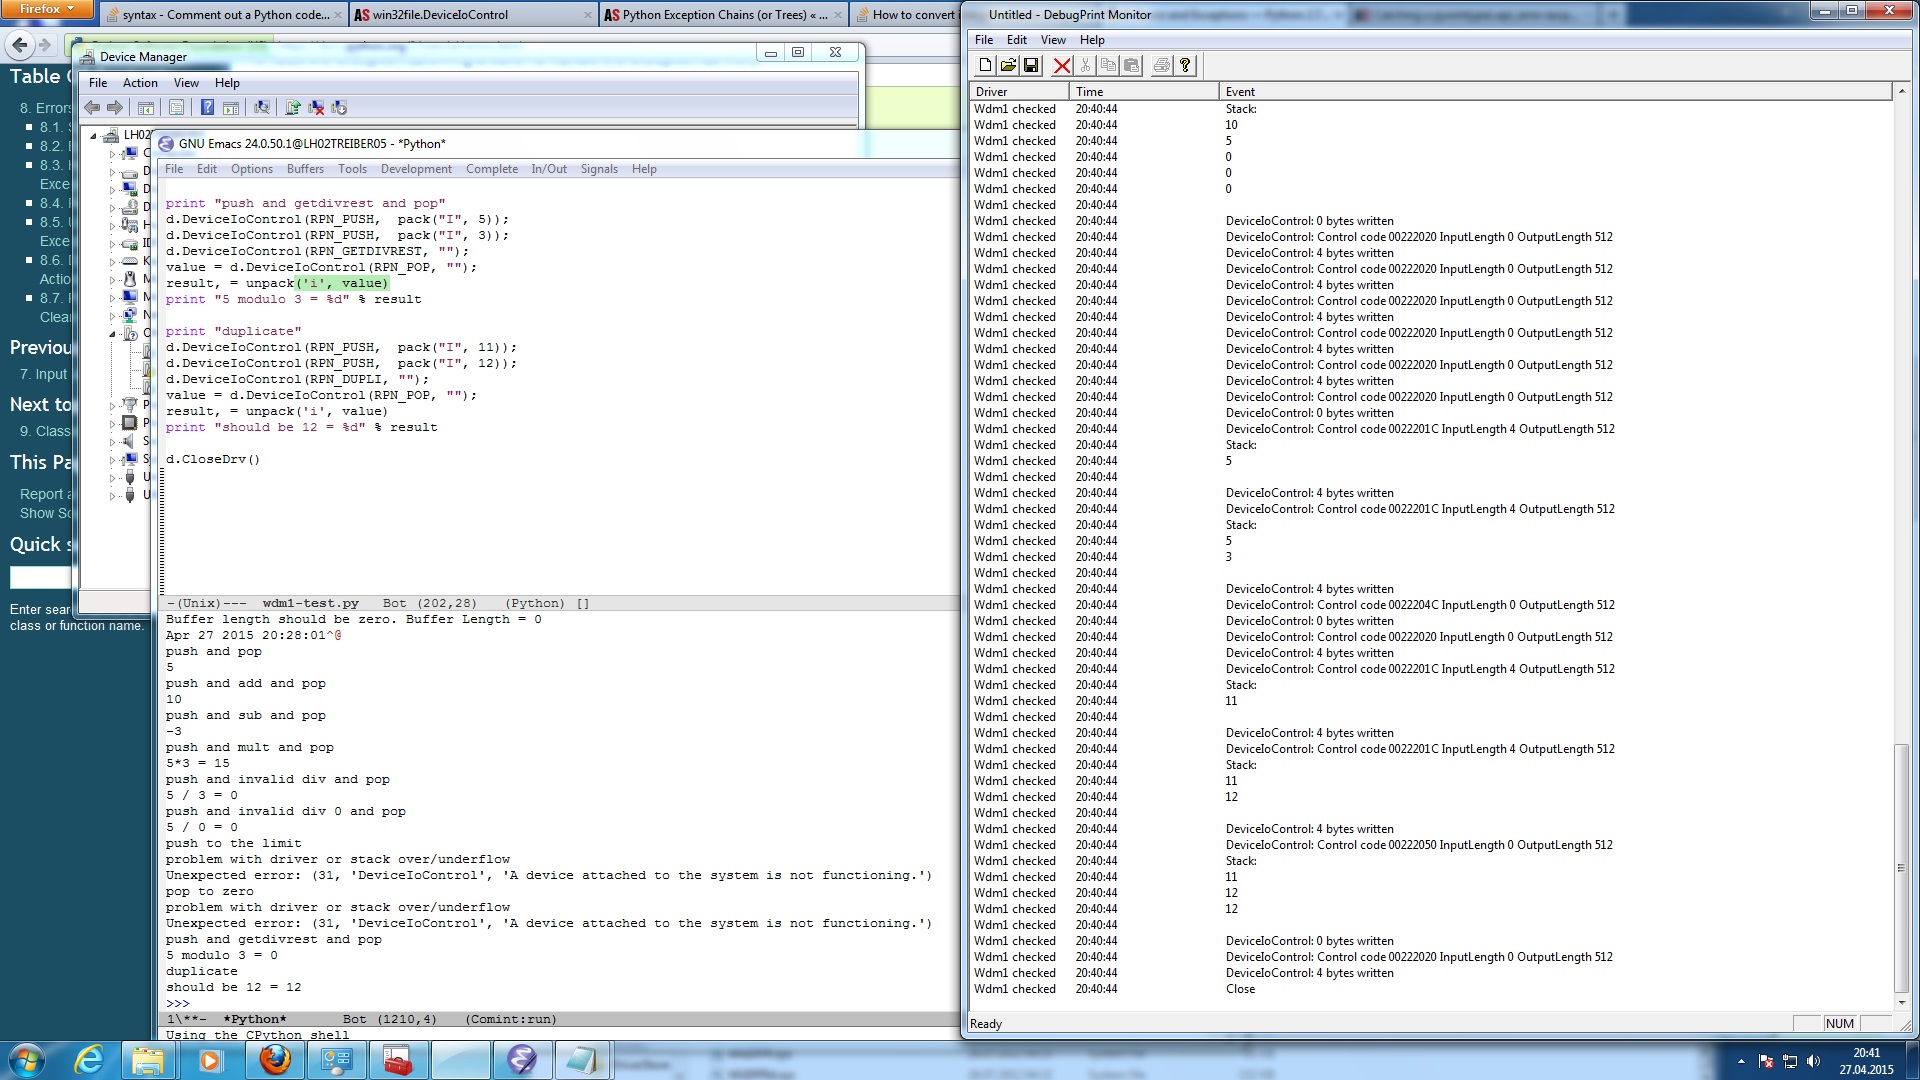 Firefox
syntax - Comment out a Python code...
win32file.DeviceIoControl
Python Exception Chains (or Trees) « ...
How to convert i
Table
8. Errors
8.1.
8.2.
8.3.
Exce
8.4.
8.5.
Exce
8.6.
Actio
8.7.
Clea
Previou
7. Input
Next to
9. Class
This Pa
Report a
Show So
Quick s
Enter sear
class or function name.
Device Manager
File Action View Help
GNU Emacs 24.0.50.1@LH02TREIBER05 - *Python*
File Edit Options Buffers Tools Development Complete In/Out Signals Help
print "push and getdivrest and pop"
d.DeviceIoControl(RPN_PUSH,  pack("I", 5));
d.DeviceIoControl(RPN_PUSH,  pack("I", 3));
d.DeviceIoControl(RPN_GETDIVREST, "");
value = d.DeviceIoControl(RPN_POP, "");
result, = unpack('i', value)
print "5 modulo 3 = %d" % result
print "duplicate"
d.DeviceIoControl(RPN_PUSH,  pack("I", 11));
d.DeviceIoControl(RPN_PUSH,  pack("I", 12));
d.DeviceIoControl(RPN_DUPLI, "");
value = d.DeviceIoControl(RPN_POP, "");
result, = unpack('i', value)
print "should be 12 = %d" % result
d.CloseDrv()
-(Unix)---  wdm1-test.py   Bot (202,28)   (Python) []
Buffer length should be zero. Buffer Length = 0
Apr 27 2015 20:28:01^@
push and pop
5
push and add and pop
10
push and sub and pop
-3
push and mult and pop
5*3 = 15
push and invalid div and pop
5 / 3 = 0
push and invalid div 0 and pop
5 / 0 = 0
push to the limit
problem with driver or stack over/underflow
Unexpected error: (31, 'DeviceIoControl', 'A device attached to the system is not functioning.')
pop to zero
problem with driver or stack over/underflow
Unexpected error: (31, 'DeviceIoControl', 'A device attached to the system is not functioning.')
push and getdivrest and pop
5 modulo 3 = 0
duplicate
should be 12 = 12
>>>
1\**-  *Python*       Bot (1210,4)   (Comint:run)
Using the CPython shell
Untitled - DebugPrint Monitor
File Edit View Help
Driver Time Event
Wdm1 checked 20:40:44 Stack:
Wdm1 checked 20:40:44 10
Wdm1 checked 20:40:44 5
Wdm1 checked 20:40:44 0
Wdm1 checked 20:40:44 0
Wdm1 checked 20:40:44 0
Wdm1 checked 20:40:44
Wdm1 checked 20:40:44 DeviceIoControl: 0 bytes written
Wdm1 checked 20:40:44 DeviceIoControl: Control code 00222020 InputLength 0 OutputLength 512
Wdm1 checked 20:40:44 DeviceIoControl: 4 bytes written
Wdm1 checked 20:40:44 DeviceIoControl: Control code 00222020 InputLength 0 OutputLength 512
Wdm1 checked 20:40:44 DeviceIoControl: 4 bytes written
Wdm1 checked 20:40:44 DeviceIoControl: Control code 00222020 InputLength 0 OutputLength 512
Wdm1 checked 20:40:44 DeviceIoControl: 4 bytes written
Wdm1 checked 20:40:44 DeviceIoControl: Control code 00222020 InputLength 0 OutputLength 512
Wdm1 checked 20:40:44 DeviceIoControl: 4 bytes written
Wdm1 checked 20:40:44 DeviceIoControl: Control code 00222020 InputLength 0 OutputLength 512
Wdm1 checked 20:40:44 DeviceIoControl: 4 bytes written
Wdm1 checked 20:40:44 DeviceIoControl: Control code 00222020 InputLength 0 OutputLength 512
Wdm1 checked 20:40:44 DeviceIoControl: 0 bytes written
Wdm1 checked 20:40:44 DeviceIoControl: Control code 0022201C InputLength 4 OutputLength 512
Wdm1 checked 20:40:44 Stack:
Wdm1 checked 20:40:44 5
Wdm1 checked 20:40:44
Wdm1 checked 20:40:44 DeviceIoControl: 4 bytes written
Wdm1 checked 20:40:44 DeviceIoControl: Control code 0022201C InputLength 4 OutputLength 512
Wdm1 checked 20:40:44 Stack:
Wdm1 checked 20:40:44 5
Wdm1 checked 20:40:44 3
Wdm1 checked 20:40:44
Wdm1 checked 20:40:44 DeviceIoControl: 4 bytes written
Wdm1 checked 20:40:44 DeviceIoControl: Control code 0022204C InputLength 0 OutputLength 512
Wdm1 checked 20:40:44 DeviceIoControl: 0 bytes written
Wdm1 checked 20:40:44 DeviceIoControl: Control code 00222020 InputLength 0 OutputLength 512
Wdm1 checked 20:40:44 DeviceIoControl: 4 bytes written
Wdm1 checked 20:40:44 DeviceIoControl: Control code 0022201C InputLength 4 OutputLength 512
Wdm1 checked 20:40:44 Stack:
Wdm1 checked 20:40:44 11
Wdm1 checked 20:40:44
Wdm1 checked 20:40:44 DeviceIoControl: 4 bytes written
Wdm1 checked 20:40:44 DeviceIoControl: Control code 0022201C InputLength 4 OutputLength 512
Wdm1 checked 20:40:44 Stack:
Wdm1 checked 20:40:44 11
Wdm1 checked 20:40:44 12
Wdm1 checked 20:40:44
Wdm1 checked 20:40:44 DeviceIoControl: 4 bytes written
Wdm1 checked 20:40:44 DeviceIoControl: Control code 00222050 InputLength 0 OutputLength 512
Wdm1 checked 20:40:44 Stack:
Wdm1 checked 20:40:44 11
Wdm1 checked 20:40:44 12
Wdm1 checked 20:40:44 12
Wdm1 checked 20:40:44
Wdm1 checked 20:40:44 DeviceIoControl: 0 bytes written
Wdm1 checked 20:40:44 DeviceIoControl: Control code 00222020 InputLength 0 OutputLength 512
Wdm1 checked 20:40:44 DeviceIoControl: 4 bytes written
Wdm1 checked 20:40:44 Close
Ready
NUM
20:41
27.04.2015